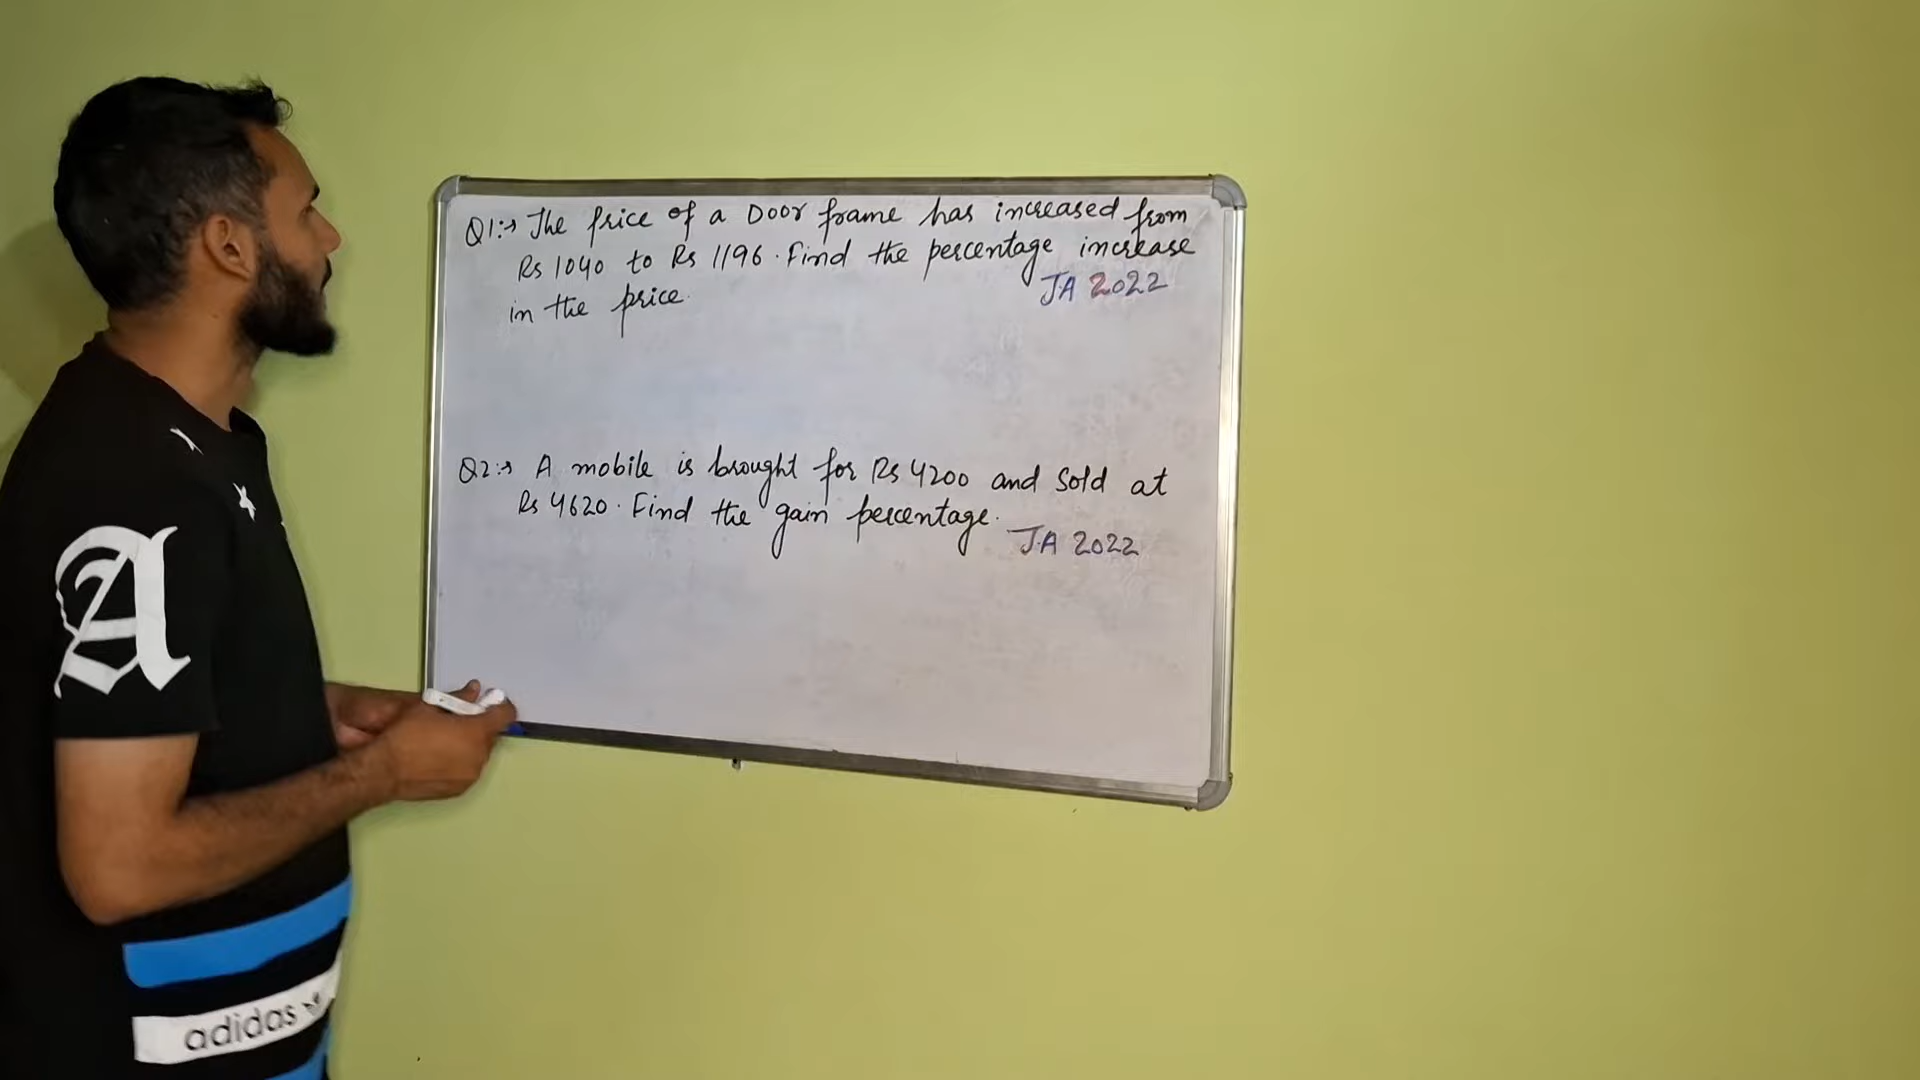 Q1:→ The price of a Door frame has increased from
Rs 1040 to Rs 1196. Find the percentage increase
in the price.
JA 2022
Q2:→ A mobile is brought for Rs 4200 and Sold at
Rs 4620. Find the gain percentage.
J.A 2022
A
adidas